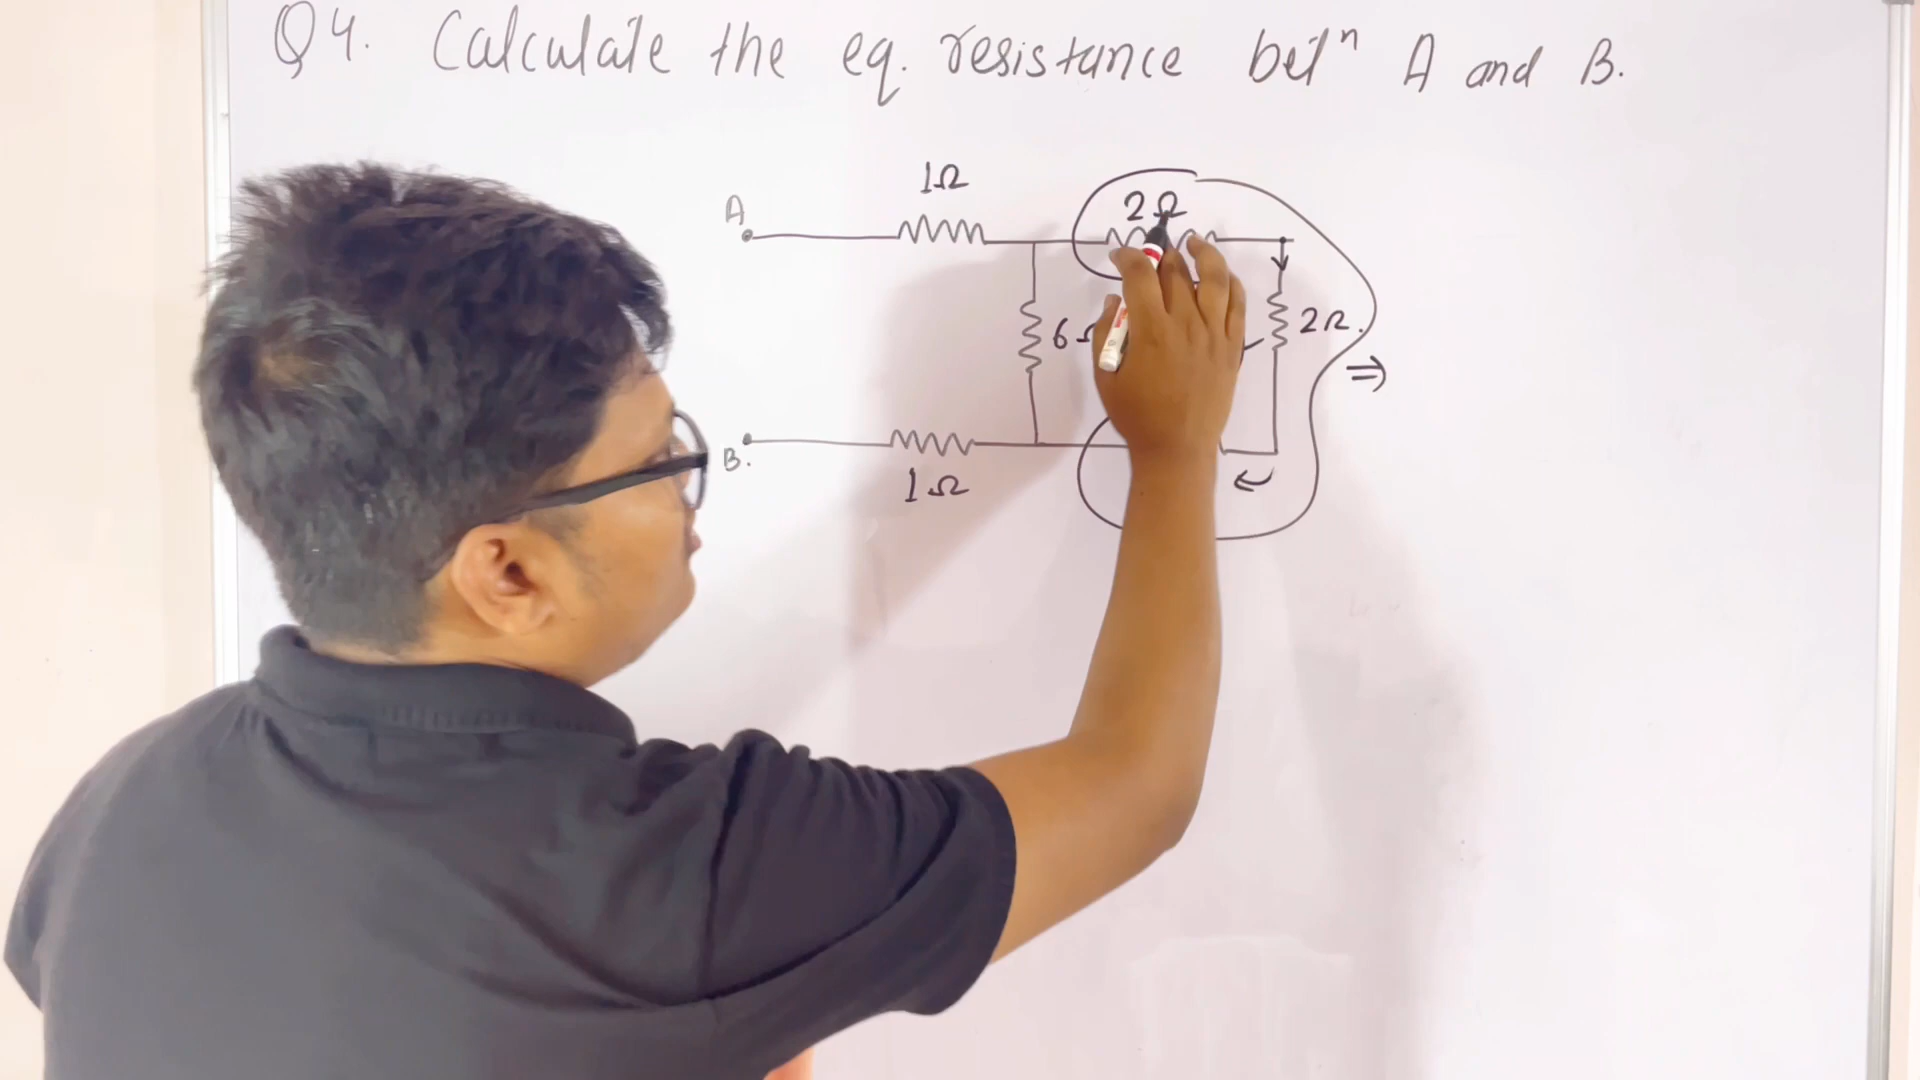 Q4. Calculate the eq. resistance betⁿ A and B.
1Ω
2Ω
A
6
2Ω.
⇒
B.
1Ω